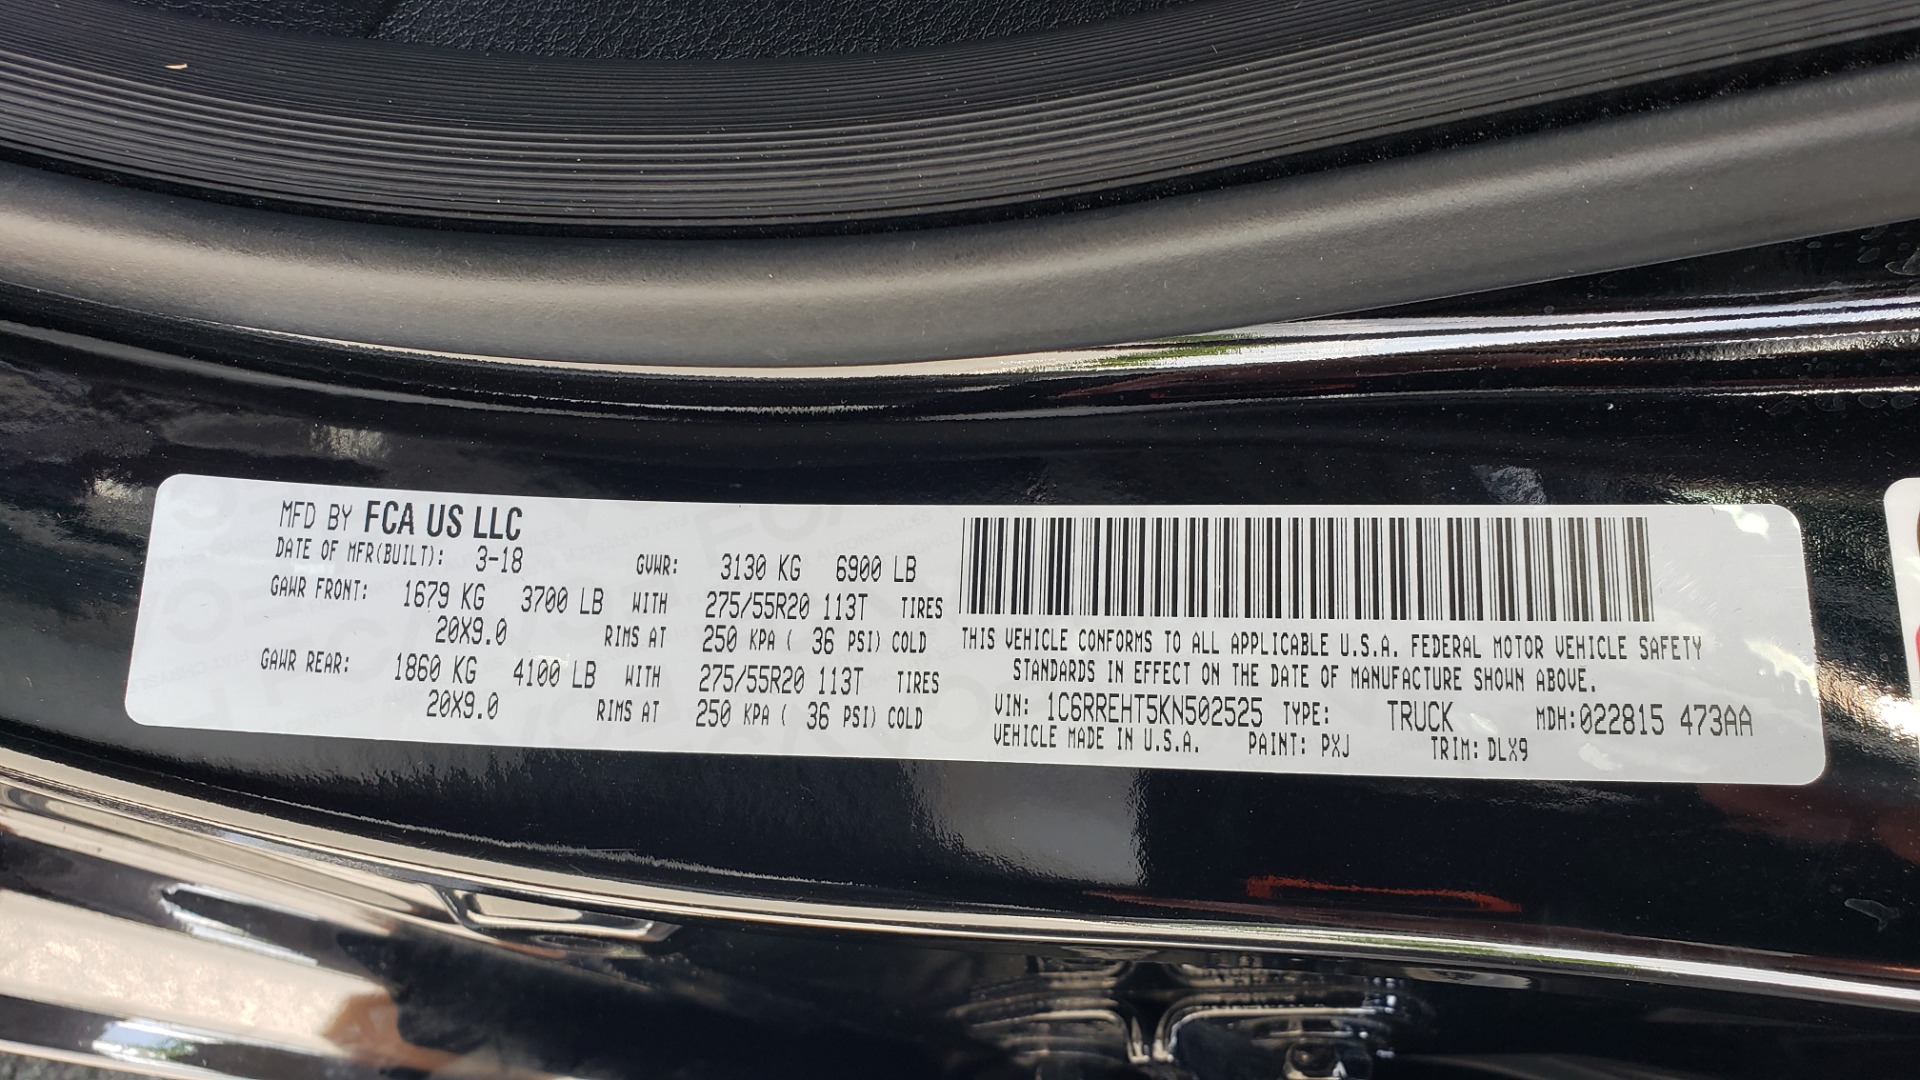 MFD BY FCA US LLC
DATE OF MFR(BUILT): 3-18 GVWR: 3130 KG 6900 LB
GAWR FRONT: 1679 KG 3700 LB WITH 275/55R20 113T TIRES
20X9.0 RIMS AT 250 KPA ( 36 PSI) COLD
GAWR REAR: 1860 KG 4100 LB WITH 275/55R20 113T TIRES
20X9.0 RIMS AT 250 KPA ( 36 PSI) COLD
THIS VEHICLE CONFORMS TO ALL APPLICABLE U.S.A. FEDERAL MOTOR VEHICLE SAFETY
STANDARDS IN EFFECT ON THE DATE OF MANUFACTURE SHOWN ABOVE.
VIN: 1C6RREHT5KN502525 TYPE: TRUCK MDH:022815 473AA
VEHICLE MADE IN U.S.A. PAINT: PXJ TRIM: DLX9